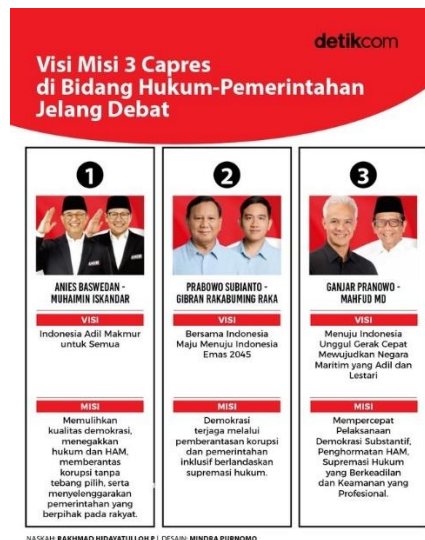 detikcom
Visi Misi 3 Capres
di Bidang Hukum-Pemerintahan
Jelang Debat
1
ANIES BASWEDAN -
MUHAIMIN ISKANDAR
VISI
Indonesia Adil Makmur
untuk Semua
MISI
Memulihkan
kualitas demokrasi,
menegakkan
hukum dan HAM,
memberantas
korupsi tanpa
tebang pilih, serta
menyelenggarakan
pemerintahan yang
berpihak pada rakyat.
2
PRABOWO SUBIANTO -
GIBRAN RAKABUMING RAKA
VISI
Bersama Indonesia
Maju Menuju Indonesia
Emas 2045
MISI
Demokrasi
terjaga melalui
pemberantasan korupsi
dan pemerintahan
inklusif berlandaskan
supremasi hukum.
3
GANJAR PRANOWO -
MAHFUD MD
VISI
Menuju Indonesia
Unggul Gerak Cepat
Mewujudkan Negara
Maritim yang Adil dan
Lestari
MISI
Mempercepat
Pelaksanaan
Demokrasi Substantif,
Penghormatan HAM,
Supremasi Hukum
yang Berkeadilan
dan Keamanan yang
Profesional.
NASKAH: RAKHMAD HIDAYATULLOH P | DESAIN: MINDRA PURNOMO